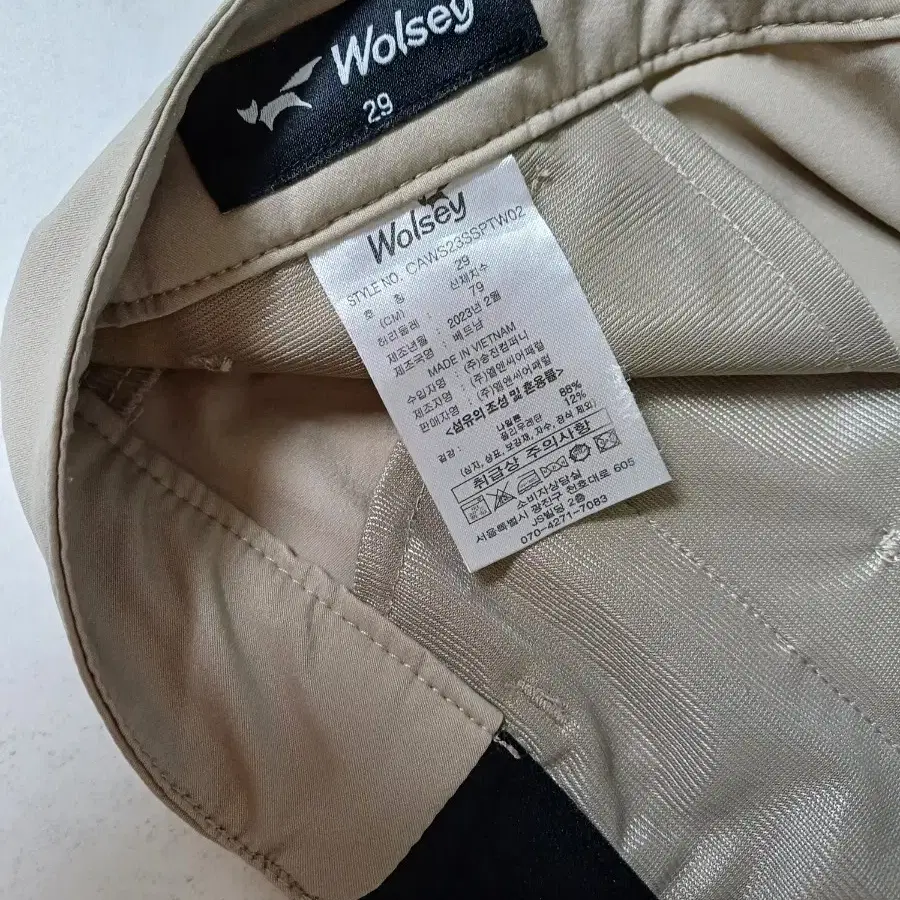 Wolsey
29
Wolsey
STYLE NO. CAWS23SSPTW02
호 칭 : 29
(CM) 신체치수
허리둘레 : 79
제조년월 : 2023년 2월
제조국명 : 베트남
MADE IN VIETNAM
수입자명 : (주)송진컴퍼니
제조자명 : (주)엘앤씨어패럴
판매자명 : (주)엘앤씨어패럴
<섬유의 조성 및 혼용률>
겉감: 나일론 88%
폴리우레탄 12%
(심지, 상표, 보강재, 자수, 장식 제외)
취급상 주의사항
소비자상담실
서울특별시 광진구 천호대로 605
JS빌딩 2층
070-4271-7083